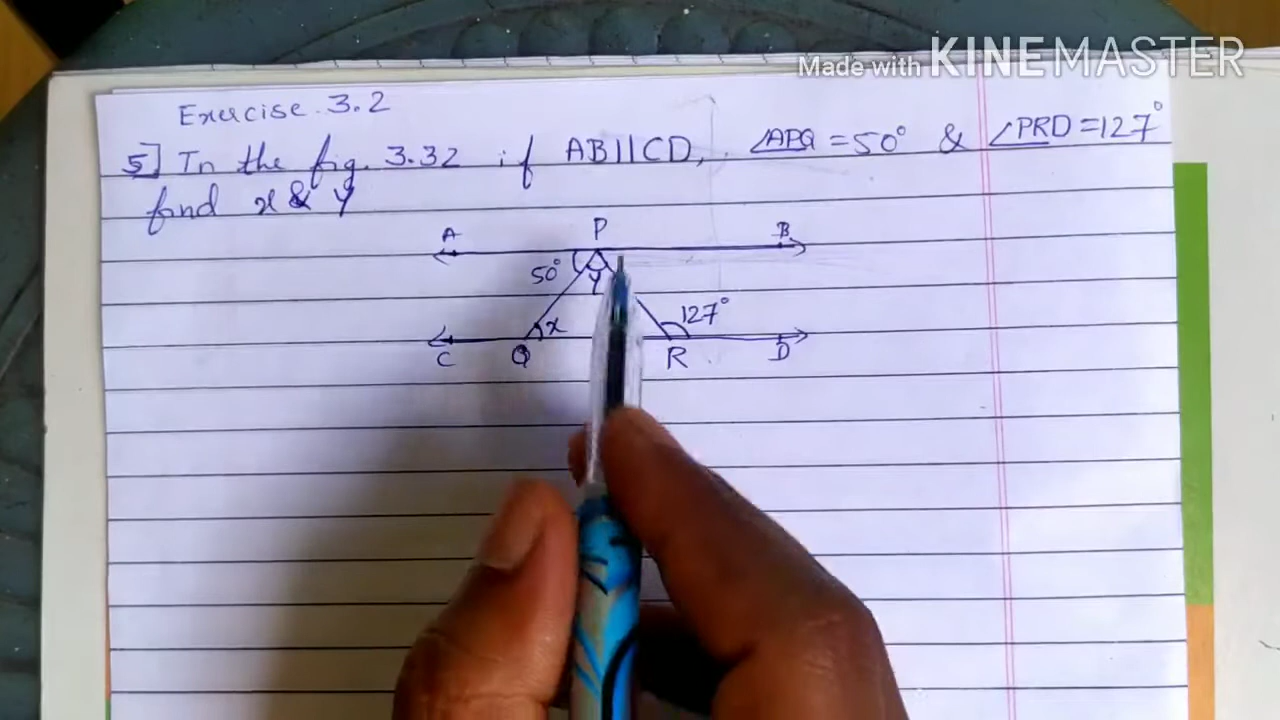 Made with KINEMASTER
Exercise 3.2
5] In the fig. 3.32 if AB||CD, ∠APQ = 50° & ∠PRD = 127°
find x & y
A P B
50° y
x 127°
C Q R D